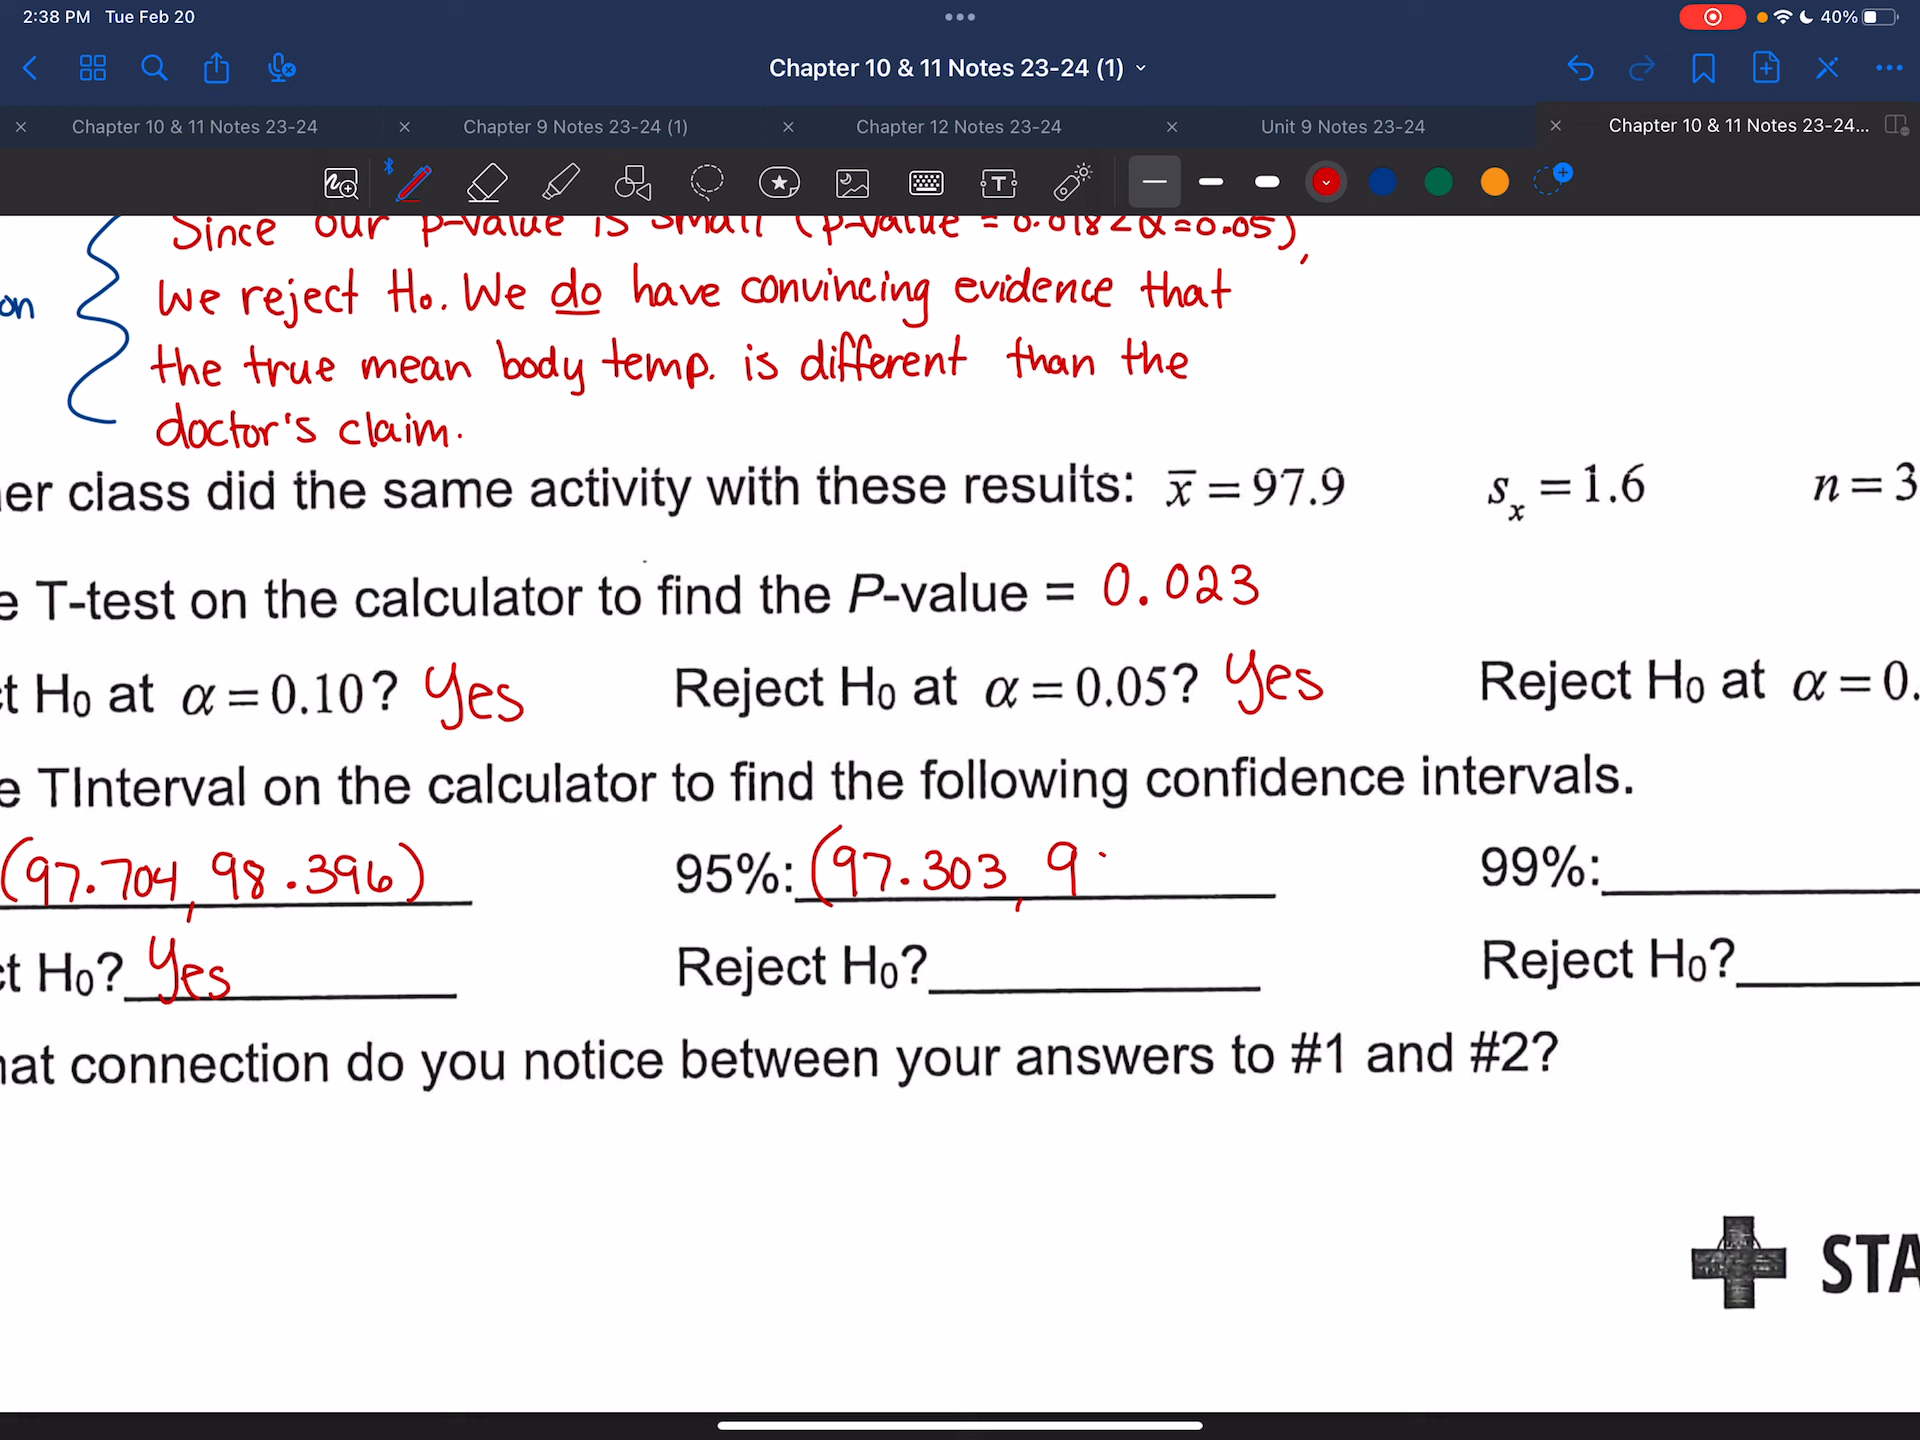 2:38 PM Tue Feb 20
40%
Chapter 10 & 11 Notes 23-24 (1)
Chapter 10 & 11 Notes 23-24
Chapter 9 Notes 23-24 (1)
Chapter 12 Notes 23-24
Unit 9 Notes 23-24
Chapter 10 & 11 Notes 23-24...
Since our p-value is small (p-value = 0.0182<α=0.05),
on
we reject H₀. We do have convincing evidence that
the true mean body temp. is different than the
doctor's claim.
er class did the same activity with these results: x̄ = 97.9 sₓ = 1.6 n = 3
e T-test on the calculator to find the P-value = 0.023
t H₀ at α = 0.10? Yes Reject H₀ at α = 0.05? Yes Reject H₀ at α = 0.
e TInterval on the calculator to find the following confidence intervals.
(97.704, 98.396) 95%: (97.303, 9 99%:
t H₀? Yes Reject H₀? Reject H₀?
hat connection do you notice between your answers to #1 and #2?
STA